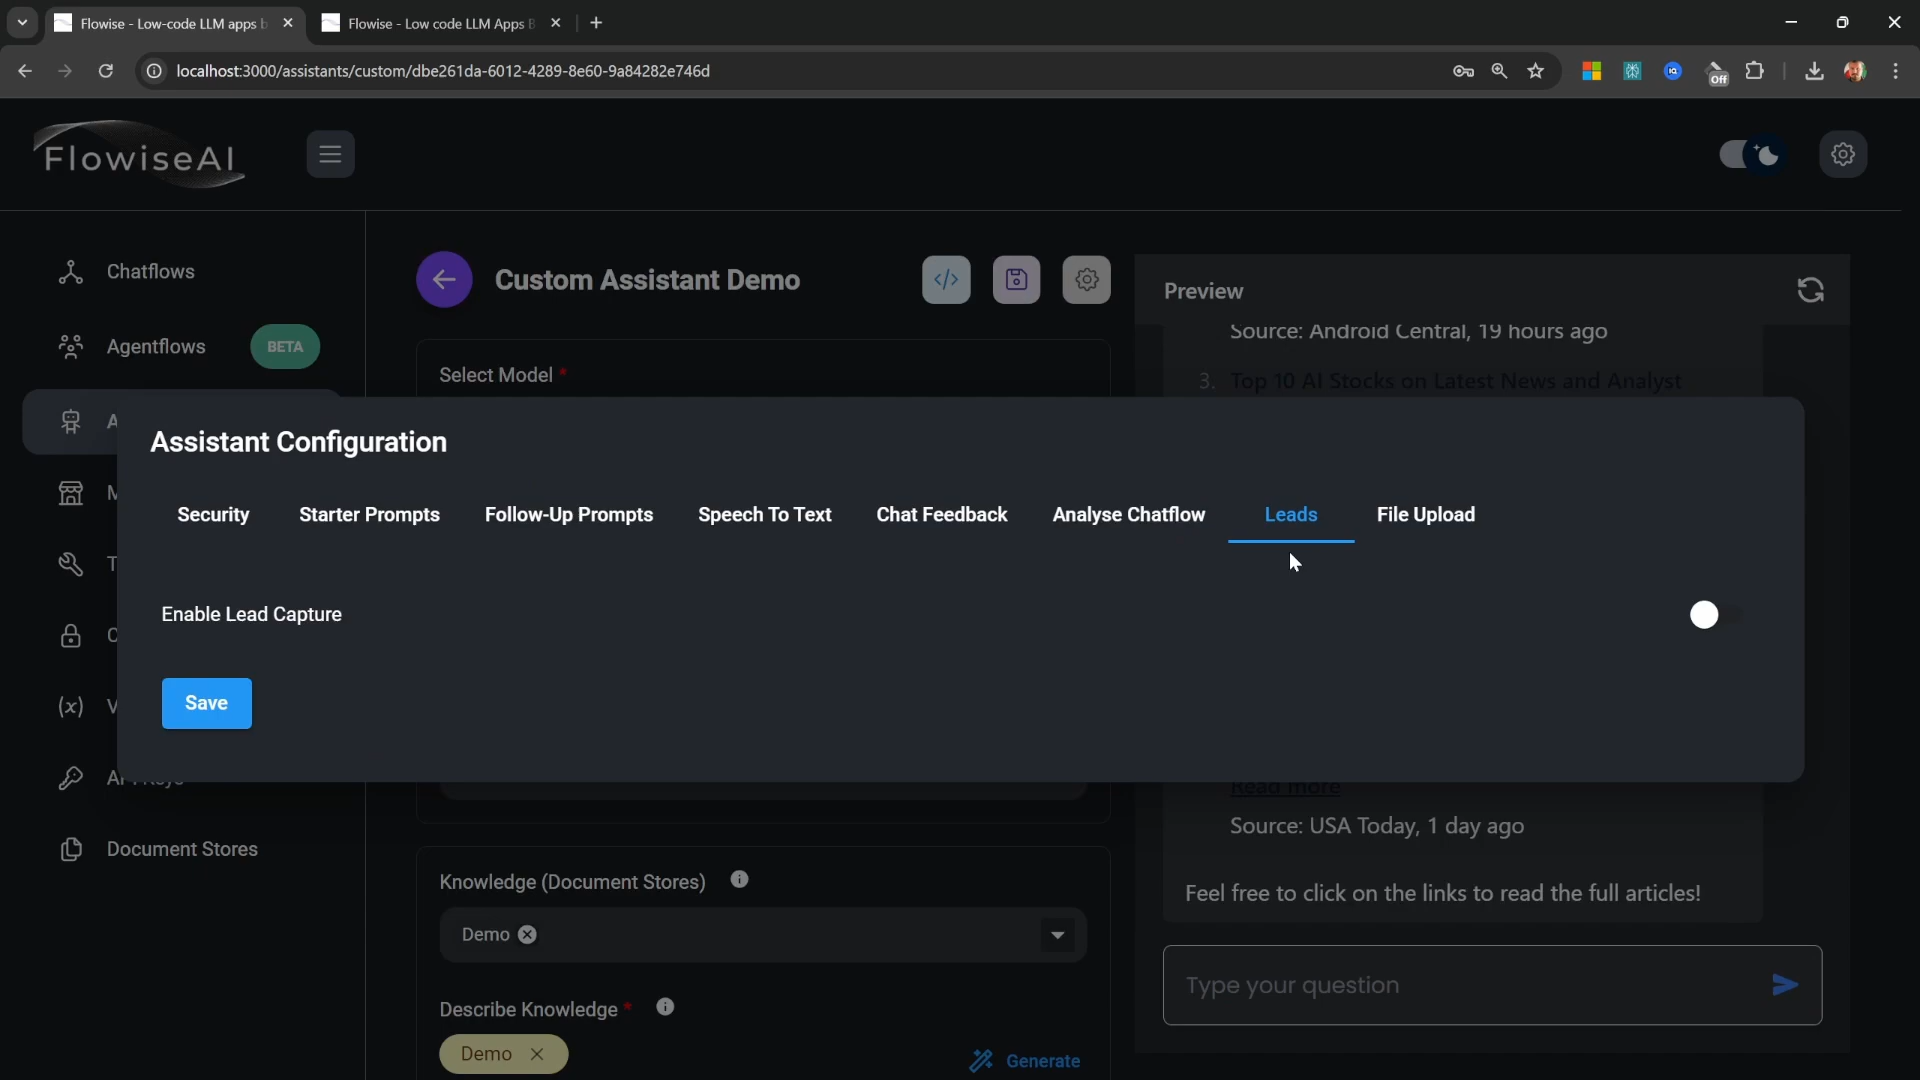 Flowise - Low-code LLM apps b
Flowise - Low code LLM Apps B
localhost:3000/assistants/custom/dbe261da-6012-4289-8e60-9a84282e746d
Off
FlowiseAI
Chatflows
Agentflows
BETA
A
M
T
C
V
API Keys
Document Stores
Custom Assistant Demo
Select Model *
Preview
Source: Android Central, 19 hours ago
3. Top 10 AI Stocks on Latest News and Analyst
Assistant Configuration
Security
Starter Prompts
Follow-Up Prompts
Speech To Text
Chat Feedback
Analyse Chatflow
Leads
File Upload
Enable Lead Capture
Save
Read more
Source: USA Today, 1 day ago
Feel free to click on the links to read the full articles!
Type your question
Knowledge (Document Stores)
Demo
Describe Knowledge *
Demo
Generate